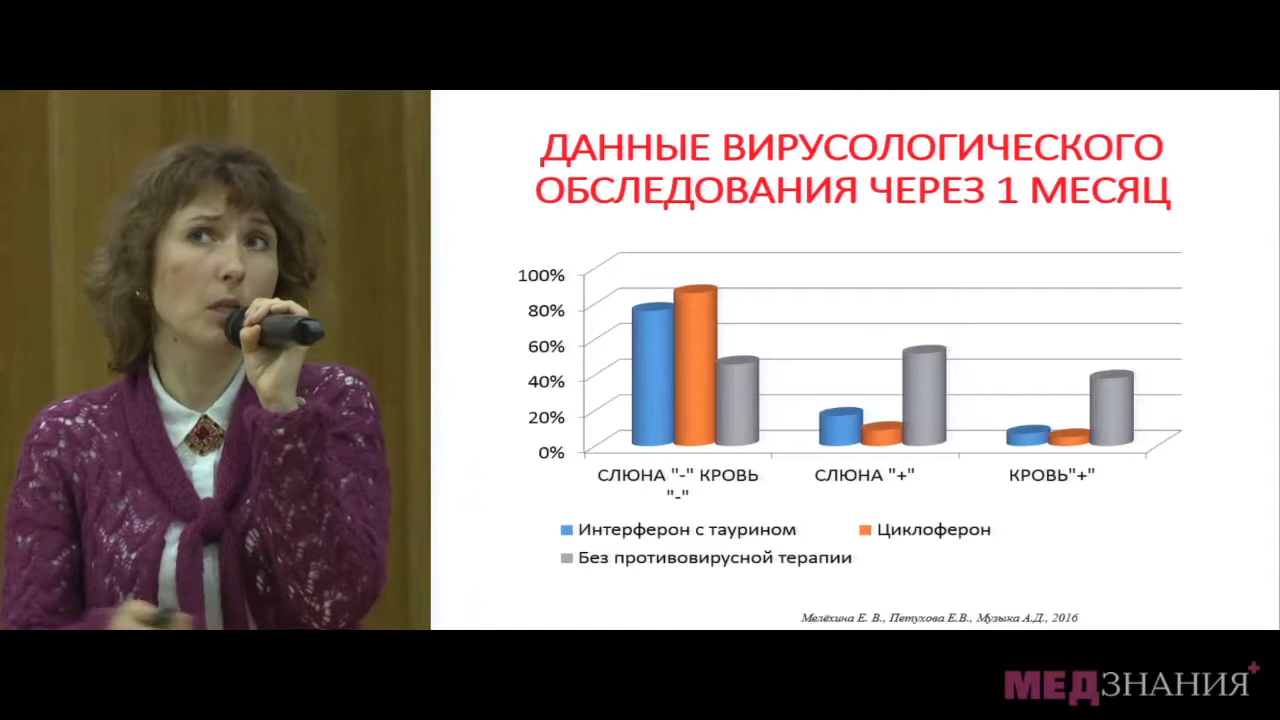 ДАННЫЕ ВИРУСОЛОГИЧЕСКОГО
ОБСЛЕДОВАНИЯ ЧЕРЕЗ 1 МЕСЯЦ
100%
80%
60%
40%
20%
0%
СЛЮНА "-" КРОВЬ "-"
СЛЮНА "+"
КРОВЬ"+"
Интерферон с таурином
Циклоферон
Без противовирусной терапии
Мелёхина Е. В., Петухова Е.В., Музыка А.Д., 2016
МЕДЗНАНИЯ+